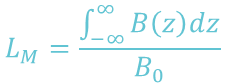 L_M = \frac{\int_{-\infty}^{\infty} B(z)dz}{B_0}